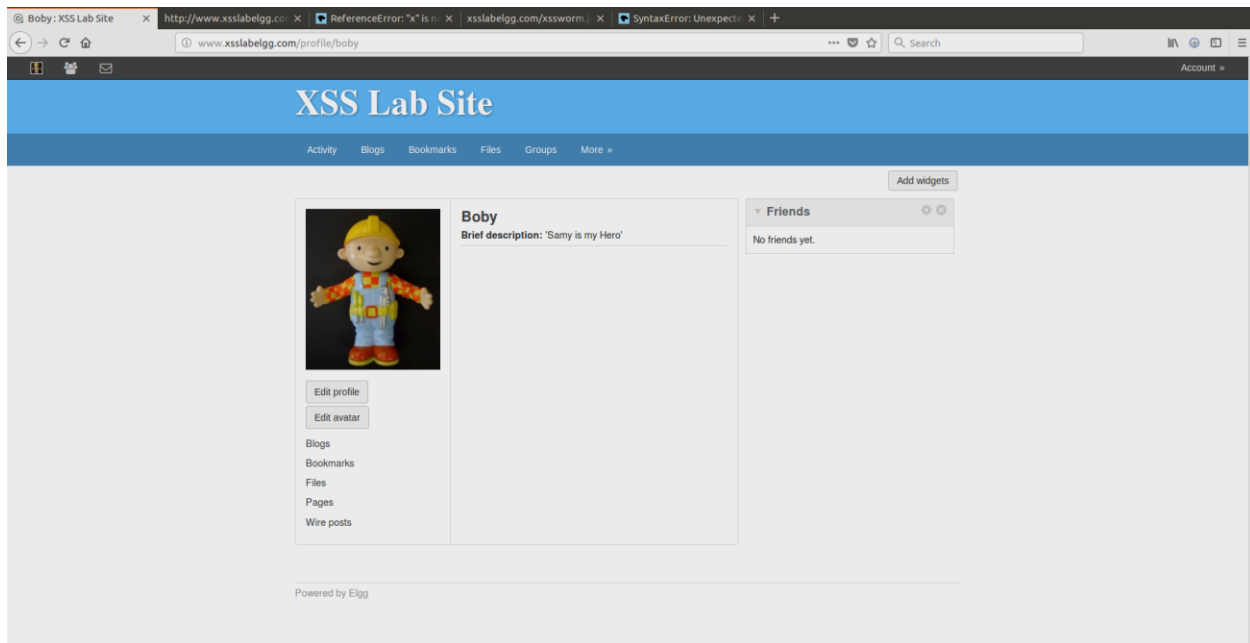 Boby : XSS Lab Site
http://www.xsslabelgg.cor
ReferenceError: "x" is n
xsslabelgg.com/xssworm.j
SyntaxError: Unexpecte
www.xsslabelgg.com/profile/boby
Search
Account »
XSS Lab Site
Activity Blogs Bookmarks Files Groups More »
Add widgets
Boby
Brief description: 'Samy is my Hero'
Friends
No friends yet.
Edit profile
Edit avatar
Blogs
Bookmarks
Files
Pages
Wire posts
Powered by Elgg